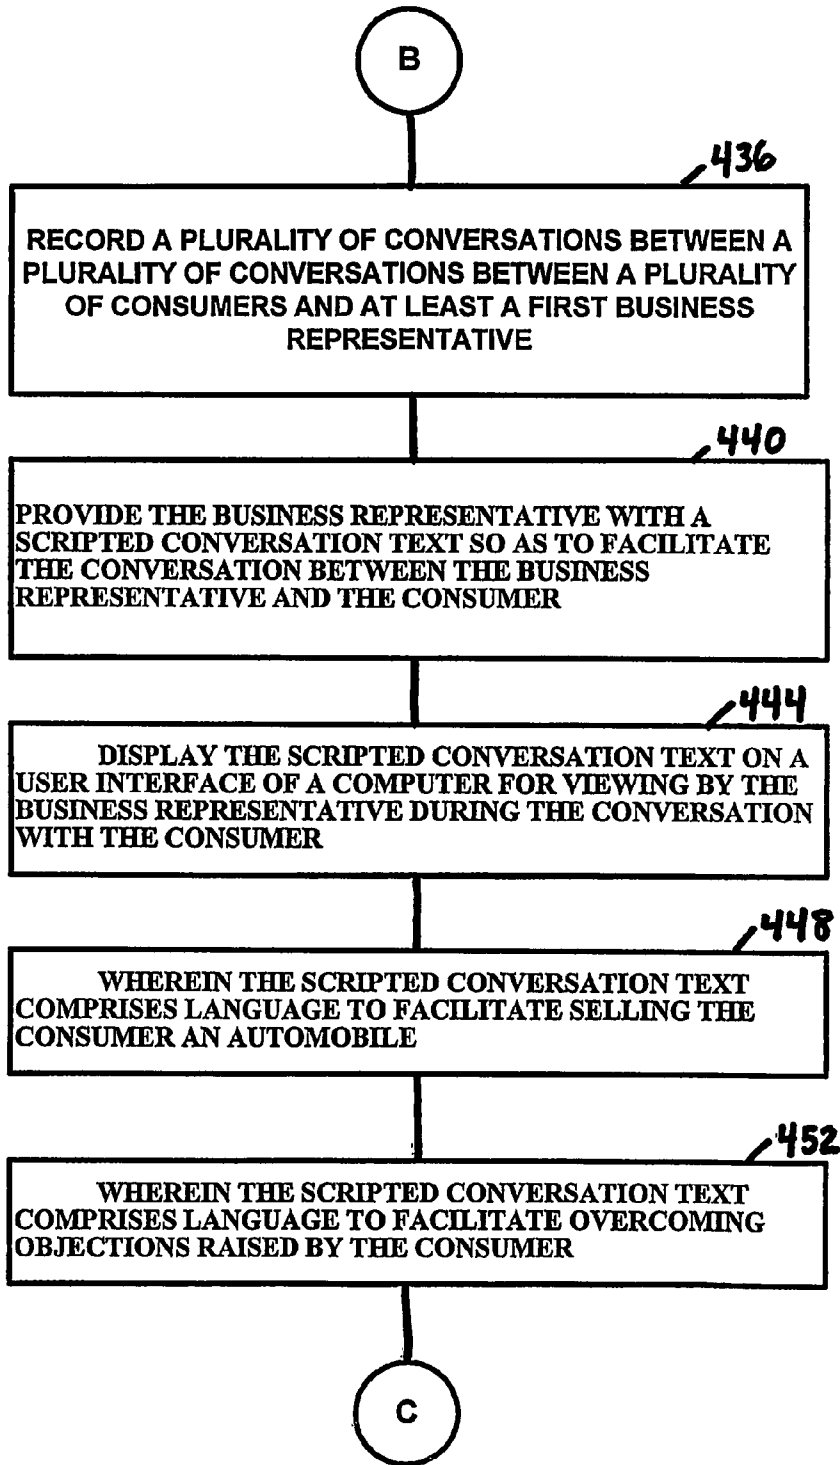 B
436
RECORD A PLURALITY OF CONVERSATIONS BETWEEN A
PLURALITY OF CONVERSATIONS BETWEEN A PLURALITY
OF CONSUMERS AND AT LEAST A FIRST BUSINESS
REPRESENTATIVE
440
PROVIDE THE BUSINESS REPRESENTATIVE WITH A
SCRIPTED CONVERSATION TEXT SO AS TO FACILITATE
THE CONVERSATION BETWEEN THE BUSINESS
REPRESENTATIVE AND THE CONSUMER
444
DISPLAY THE SCRIPTED CONVERSATION TEXT ON A
USER INTERFACE OF A COMPUTER FOR VIEWING BY THE
BUSINESS REPRESENTATIVE DURING THE CONVERSATION
WITH THE CONSUMER
448
WHEREIN THE SCRIPTED CONVERSATION TEXT
COMPRISES LANGUAGE TO FACILITATE SELLING THE
CONSUMER AN AUTOMOBILE
452
WHEREIN THE SCRIPTED CONVERSATION TEXT
COMPRISES LANGUAGE TO FACILITATE OVERCOMING
OBJECTIONS RAISED BY THE CONSUMER
C